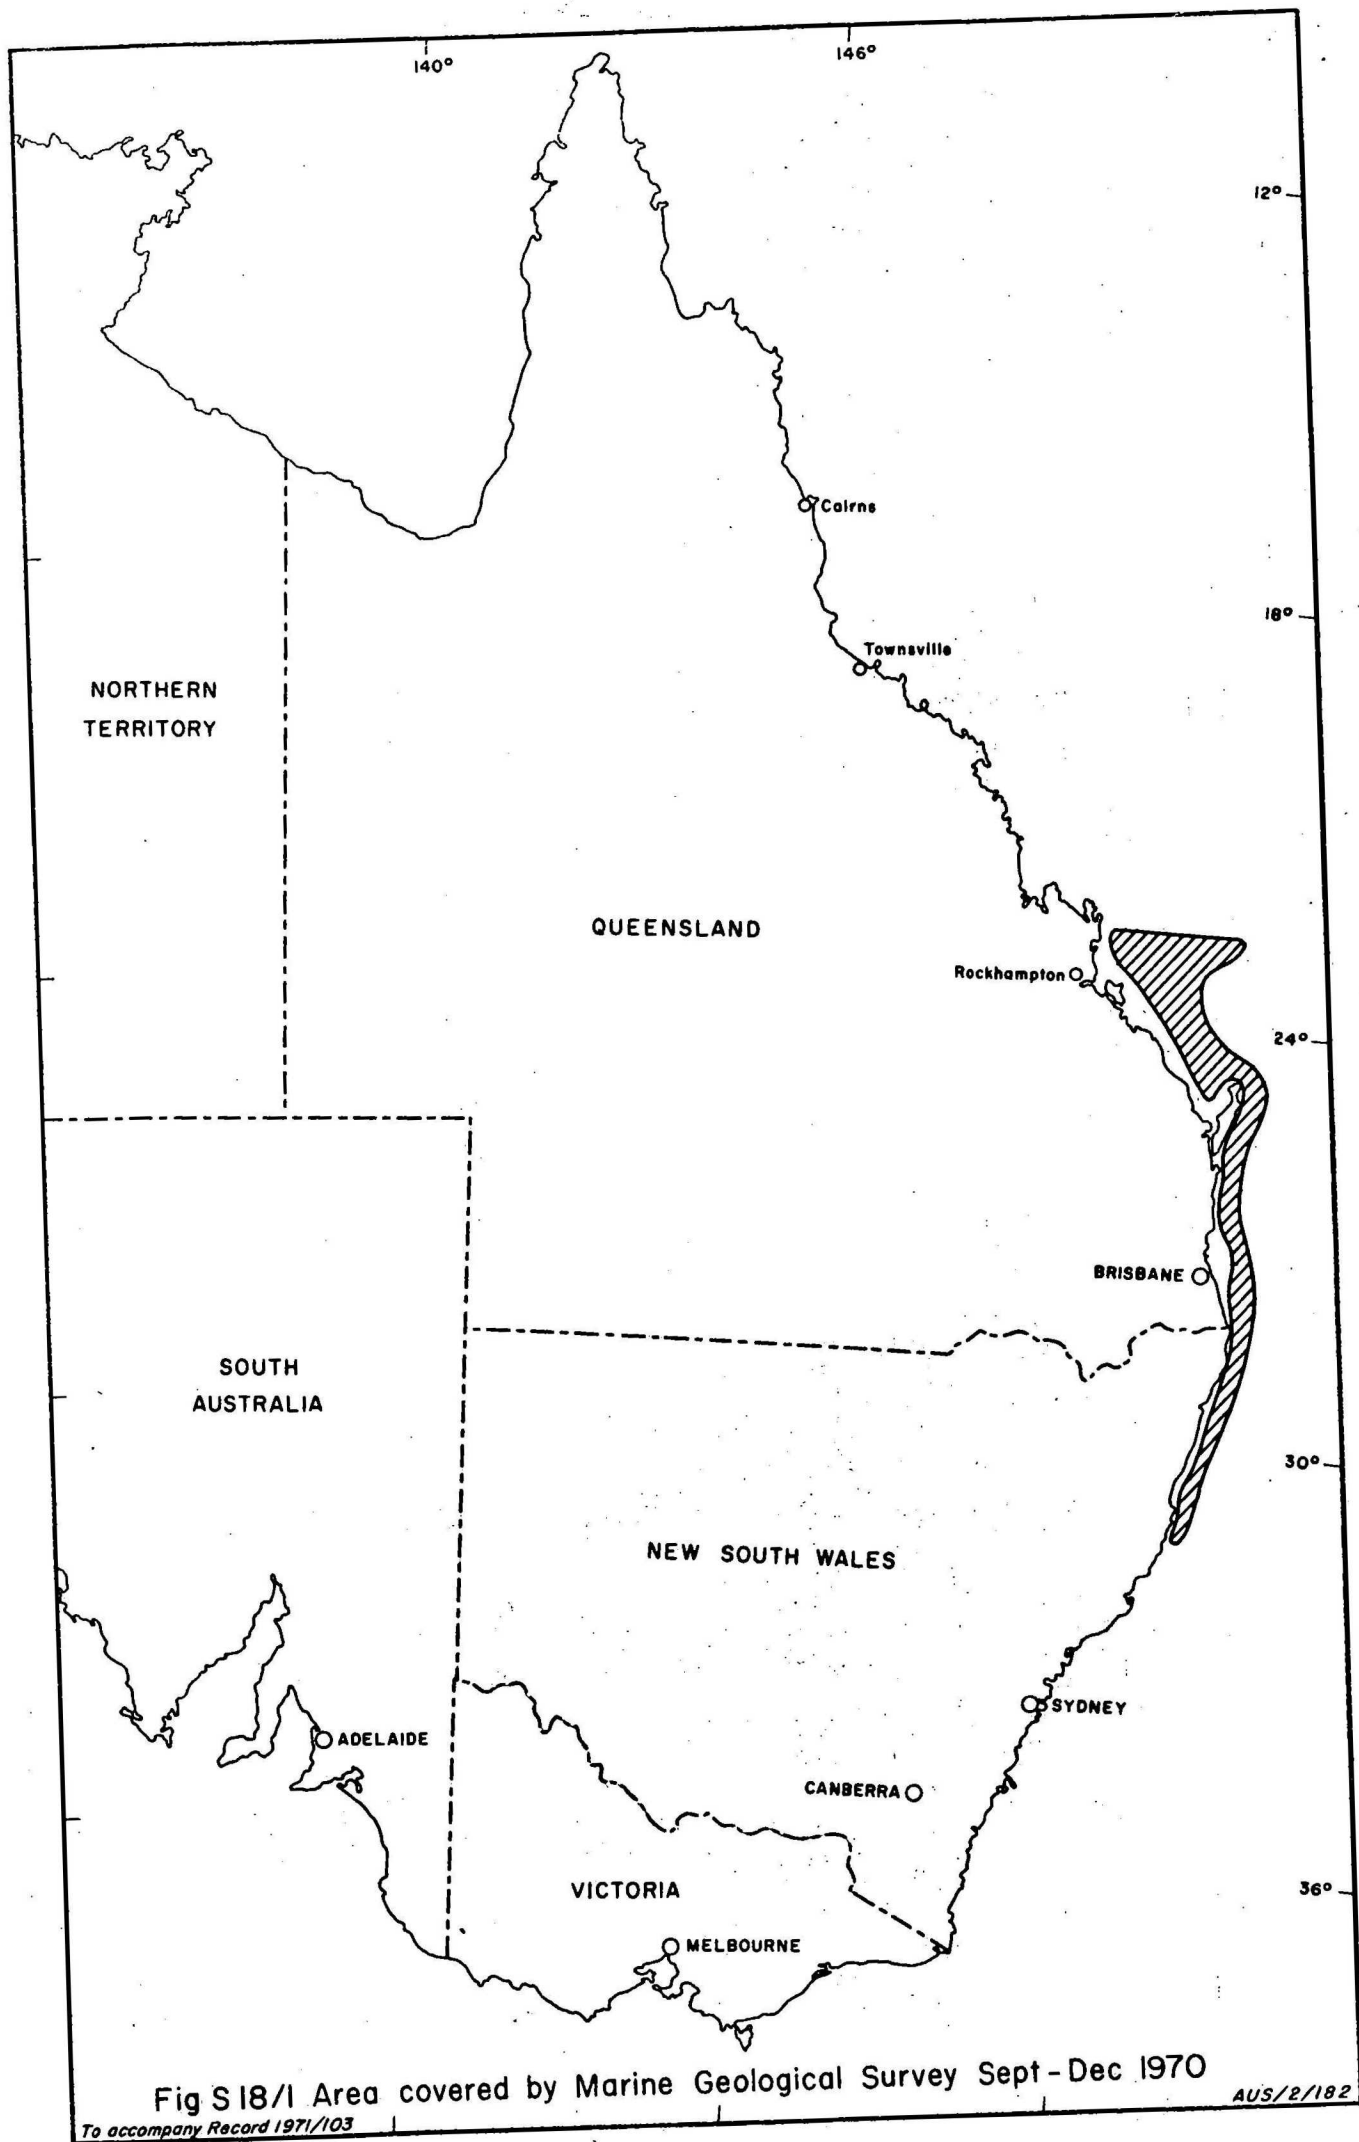 140°
146°
12°
Cairns
18°
Townsville
NORTHERN
TERRITORY
QUEENSLAND
Rockhampton
24°
BRISBANE
SOUTH
AUSTRALIA
30°
NEW SOUTH WALES
SYDNEY
ADELAIDE
CANBERRA
VICTORIA
36°
MELBOURNE
Fig S 18/1 Area covered by Marine Geological Survey Sept - Dec 1970
To accompany Record 1971/103
AUS/2/182